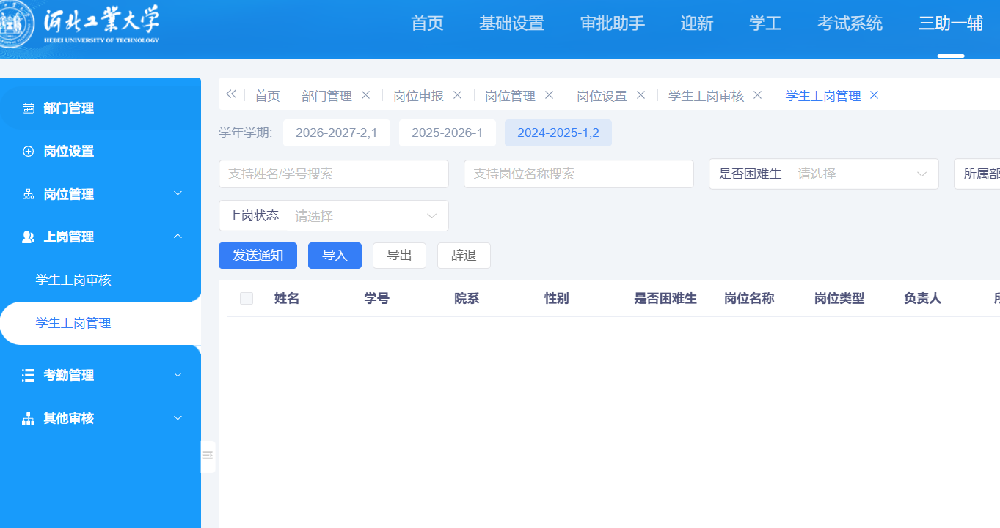 河北工業大学
HEBEI UNIVERSITY OF TECHNOLOGY
首页 基础设置 审批助手 迎新 学工 考试系统 三助一辅
部门管理
岗位设置
岗位管理
上岗管理
学生上岗审核
学生上岗管理
考勤管理
其他审核
首页 部门管理 岗位申报 岗位管理 岗位设置 学生上岗审核 学生上岗管理
学年学期: 2026-2027-2,1 2025-2026-1 2024-2025-1,2
支持姓名/学号搜索 支持岗位名称搜索 是否困难生 请选择 所属部
上岗状态 请选择
发送通知 导入 导出 辞退
姓名 学号 院系 性别 是否困难生 岗位名称 岗位类型 负责人